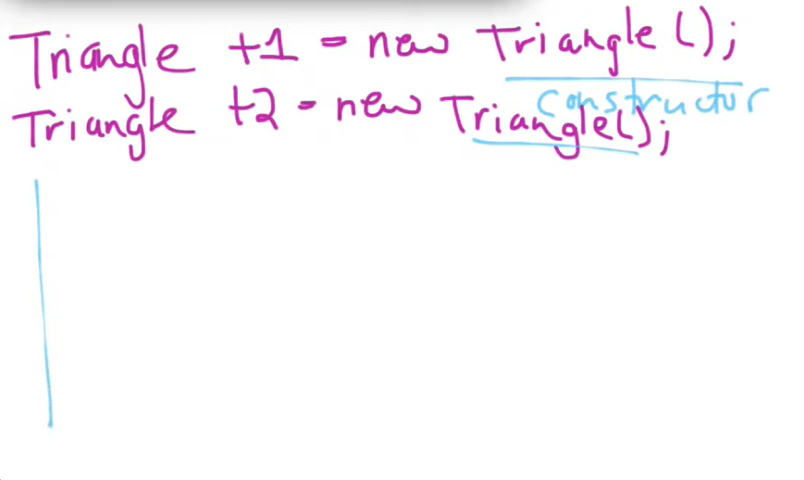 Triangle t1 = new Triangle();
constructor
Triangle t2 = new Triangle();